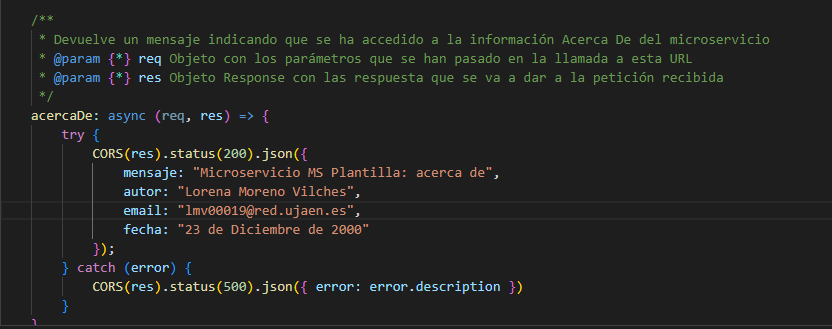 /**
* Devuelve un mensaje indicando que se ha accedido a la información Acerca De del microservicio
* @param {*} req Objeto con los parámetros que se han pasado en la llamada a esta URL
* @param {*} res Objeto Response con las respuesta que se va a dar a la petición recibida
*/
acercaDe: async (req, res) => {
try {
CORS(res).status(200).json({
mensaje: "Microservicio MS Plantilla: acerca de",
autor: "Lorena Moreno Vilches",
email: "lmv00019@red.ujaen.es",
fecha: "23 de Diciembre de 2000"
});
} catch (error) {
CORS(res).status(500).json({ error: error.description })
}
}